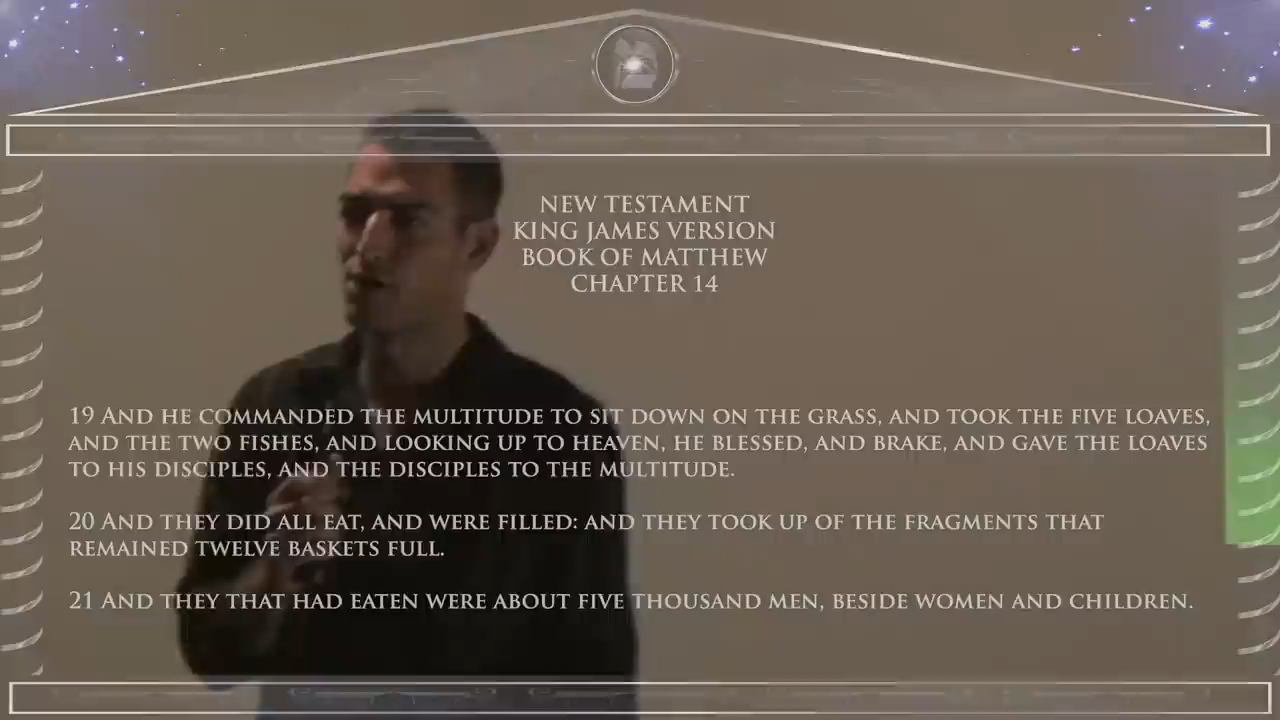 NEW TESTAMENT
KING JAMES VERSION
BOOK OF MATTHEW
CHAPTER 14
19 AND HE COMMANDED THE MULTITUDE TO SIT DOWN ON THE GRASS, AND TOOK THE FIVE LOAVES,
AND THE TWO FISHES, AND LOOKING UP TO HEAVEN, HE BLESSED, AND BRAKE, AND GAVE THE LOAVES
TO HIS DISCIPLES, AND THE DISCIPLES TO THE MULTITUDE.
20 AND THEY DID ALL EAT, AND WERE FILLED: AND THEY TOOK UP OF THE FRAGMENTS THAT
REMAINED TWELVE BASKETS FULL.
21 AND THEY THAT HAD EATEN WERE ABOUT FIVE THOUSAND MEN, BESIDE WOMEN AND CHILDREN.